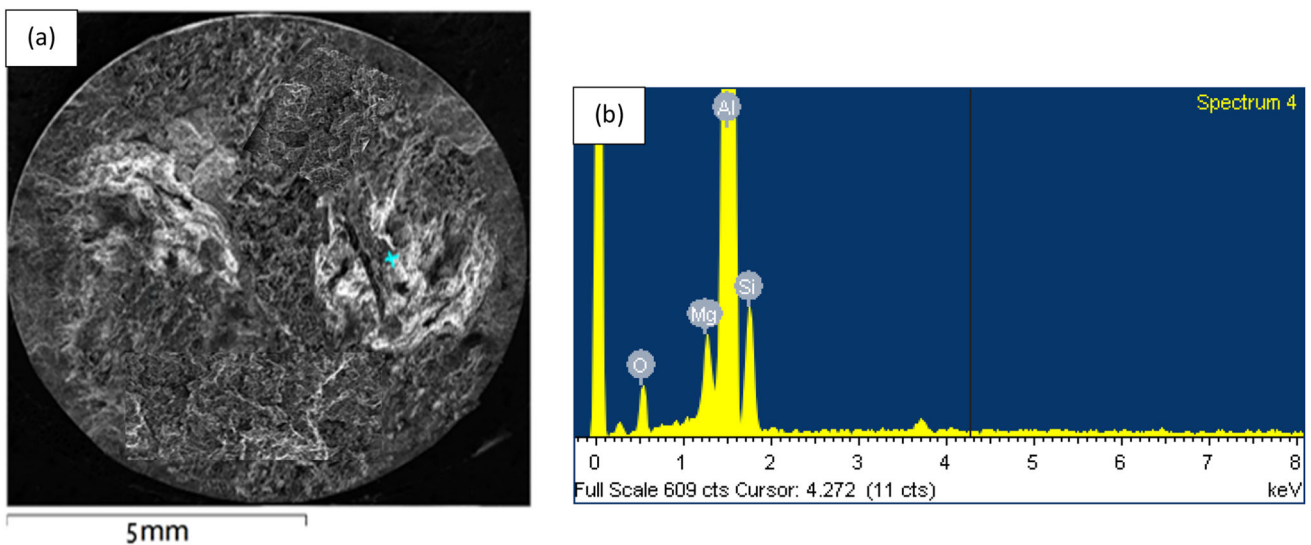 (a)
5mm
(b)
Spectrum 4
Al
Si
Mg
O
0 1 2 3 4 5 6 7 8
Full Scale 609 cts Cursor: 4.272 (11 cts) keV